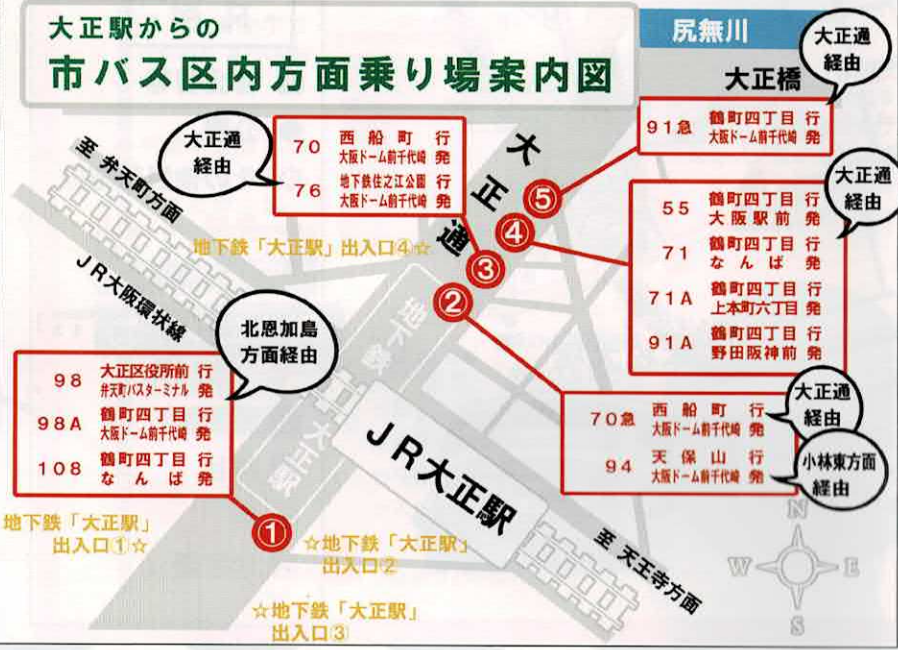 大正駅からの
市バス区内方面乗り場案内図
尻無川
大正橋
大正通
経由
91急 鶴町四丁目 行
大阪ドーム前千代崎 発
大正通
経由
70 西船町 行
大阪ドーム前千代崎 発
76 地下鉄住之江公園 行
大阪ドーム前千代崎 発
大正通
⑤
④
③
②
大正通
経由
55 鶴町四丁目 行
大阪駅前 発
71 鶴町四丁目 行
なんば 発
71A 鶴町四丁目 行
上本町六丁目 発
91A 鶴町四丁目 行
野田阪神前 発
至 弁天町方面
JR大阪環状線
地下鉄「大正駅」出入口④☆
地下鉄
大正駅
北恩加島
方面経由
98 大正区役所前 行
弁天町バスターミナル 発
98A 鶴町四丁目 行
大阪ドーム前千代崎 発
108 鶴町四丁目 行
なんば 発
大正通
経由
70急 西船町 行
大阪ドーム前千代崎 発
94 天保山 行
大阪ドーム前千代崎 発
小林東方面
経由
JR大正駅
地下鉄「大正駅」
出入口①☆
①
☆地下鉄「大正駅」
出入口②
☆地下鉄「大正駅」
出入口③
至 天王寺方面
N
W
E
S